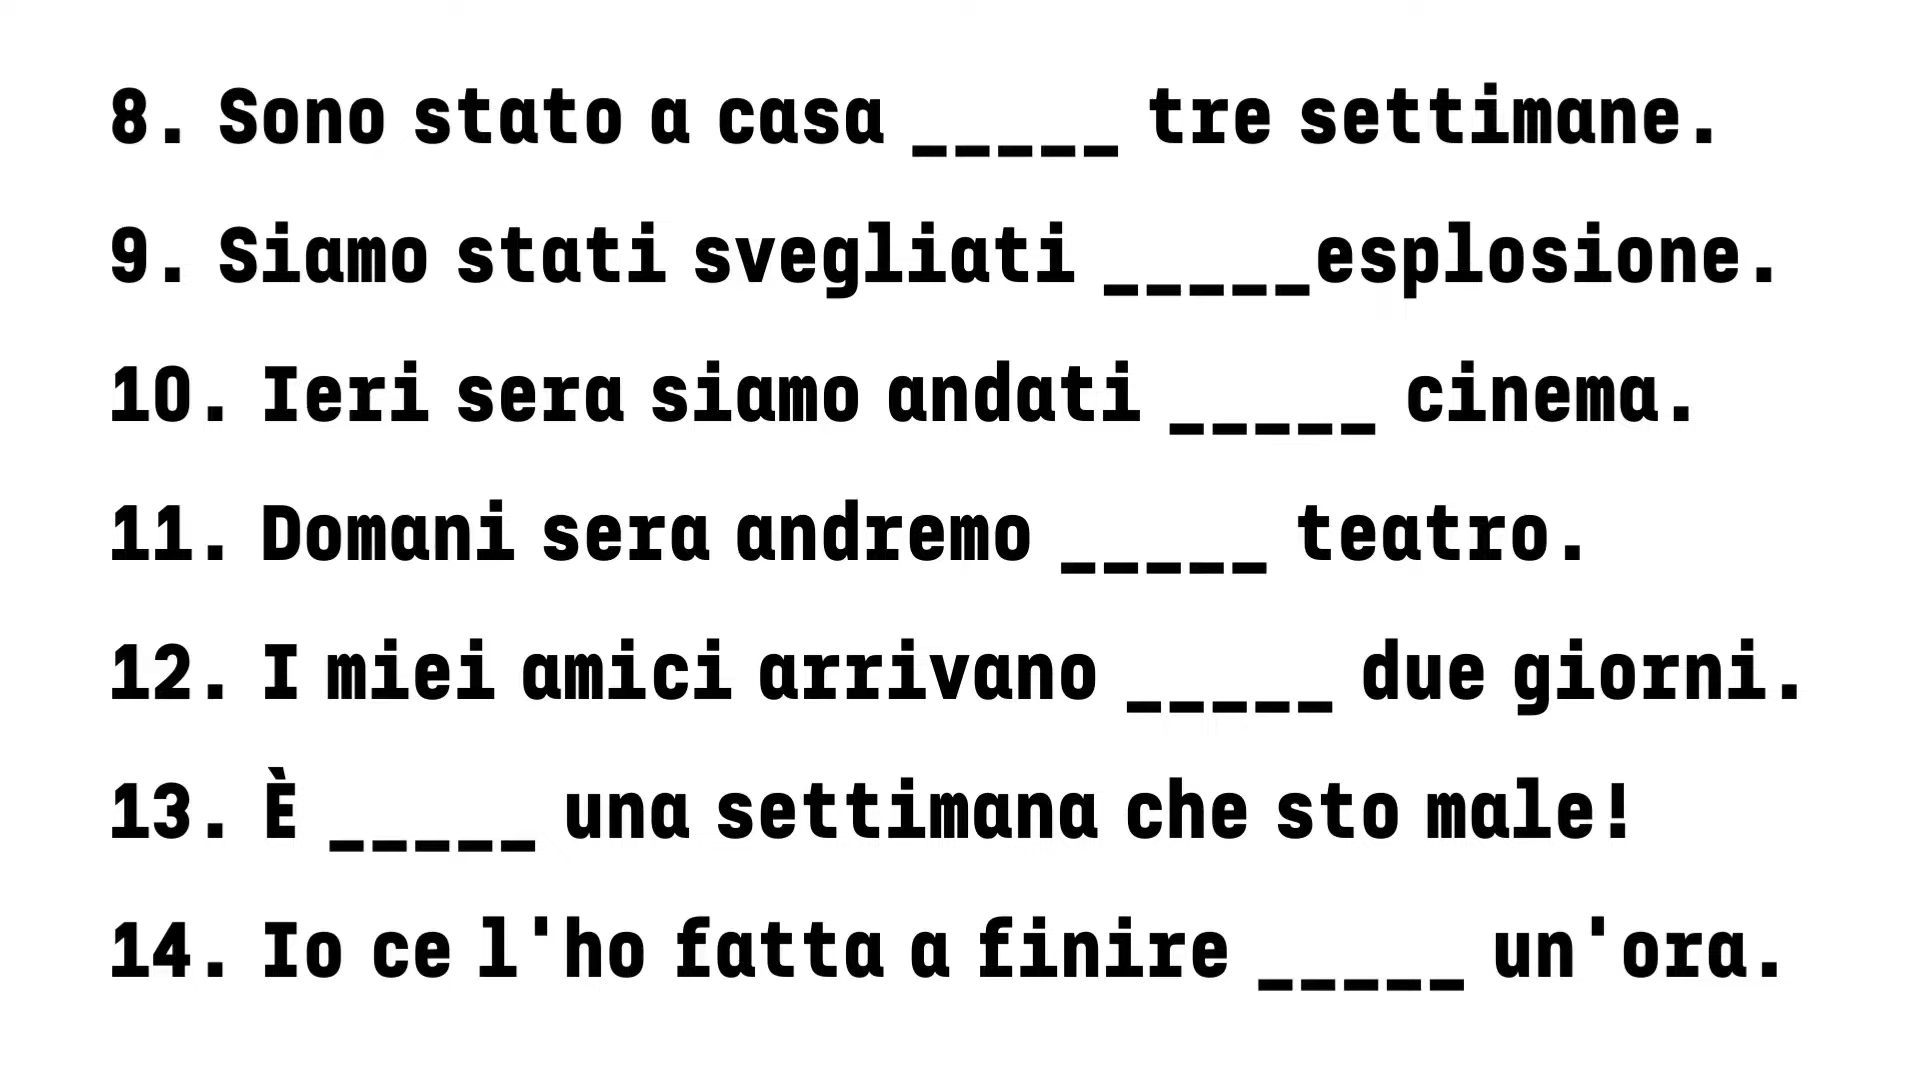 8. Sono stato a casa _____ tre settimane.
9. Siamo stati svegliati _____esplosione.
10. Ieri sera siamo andati _____ cinema.
11. Domani sera andremo _____ teatro.
12. I miei amici arrivano _____ due giorni.
13. È _____ una settimana che sto male!
14. Io ce l'ho fatta a finire _____ un'ora.